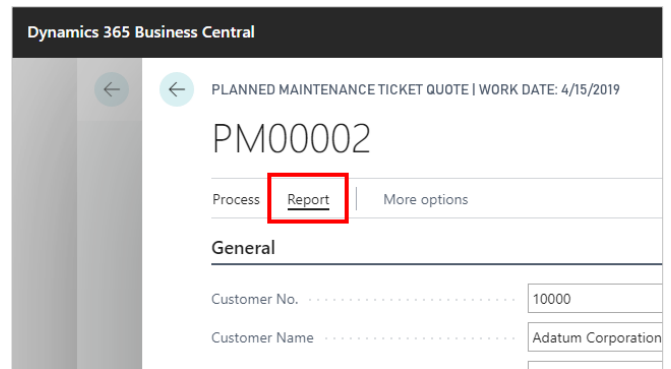 Dynamics 365 Business Central
PLANNED MAINTENANCE TICKET QUOTE | WORK DATE: 4/15/2019
PM00002
Process Report More options
General
Customer No. 10000
Customer Name Adatum Corporation